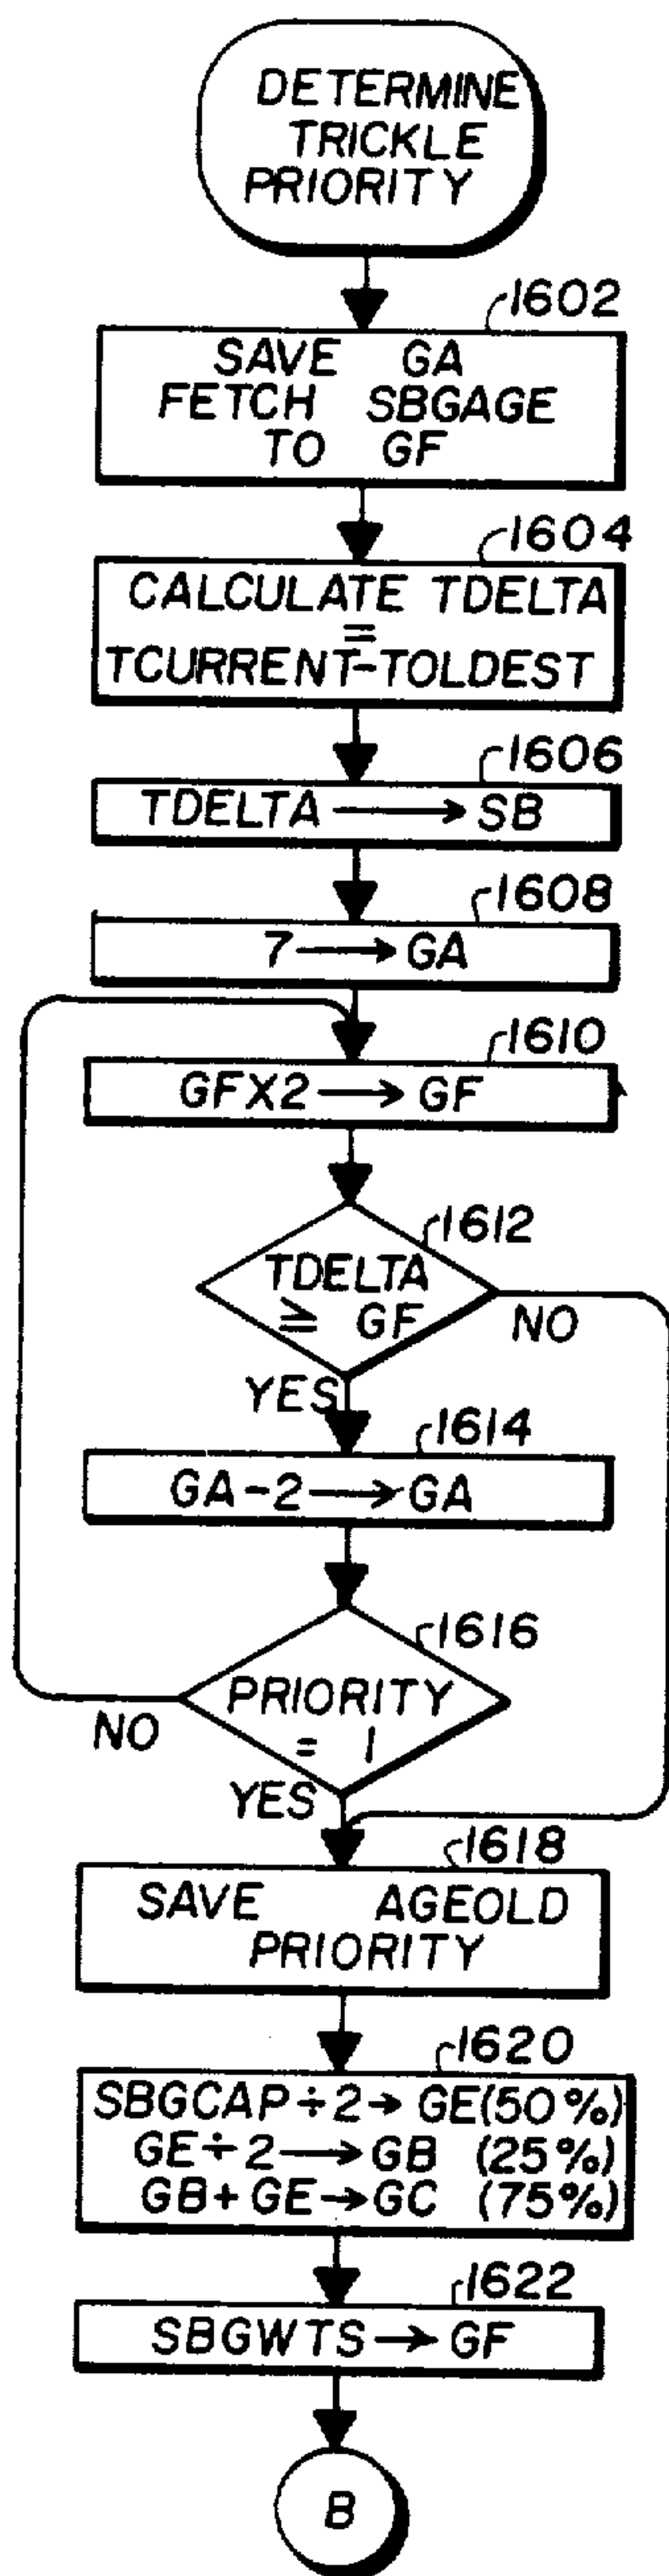 DETERMINE
TRICKLE
PRIORITY
1602
SAVE GA
FETCH SBGAGE
TO GF
1604
CALCULATE TDELTA
=
TCURRENT-TOLDEST
1606
TDELTA → SB
1608
7 → GA
1610
GFX2 → GF
1612
TDELTA
≥ GF
NO
YES
1614
GA-2 → GA
1616
PRIORITY
= 1
NO
YES
1618
SAVE AGEOLD
PRIORITY
1620
SBGCAP÷2→ GE(50%)
GE÷2 → GB (25%)
GB+GE→GC (75%)
1622
SBGWTS → GF
B